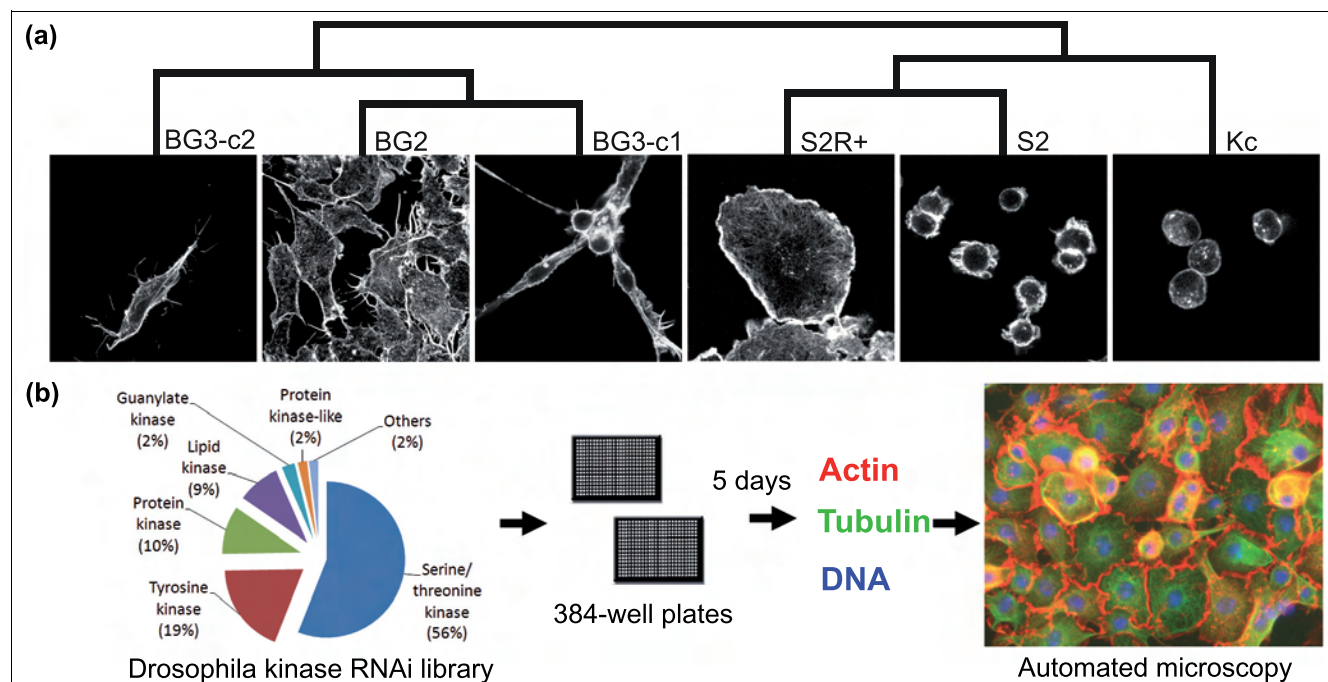 (a)
BG3-c2
BG2
BG3-c1
S2R+
S2
Kc
(b)
Guanylate
kinase
(2%)
Protein
kinase-like
(2%)
Others
(2%)
Lipid
kinase
(9%)
Protein
kinase
(10%)
Tyrosine
kinase
(19%)
Serine/
threonine
kinase
(56%)
Drosophila kinase RNAi library
384-well plates
5 days
Actin
Tubulin
DNA
Automated microscopy